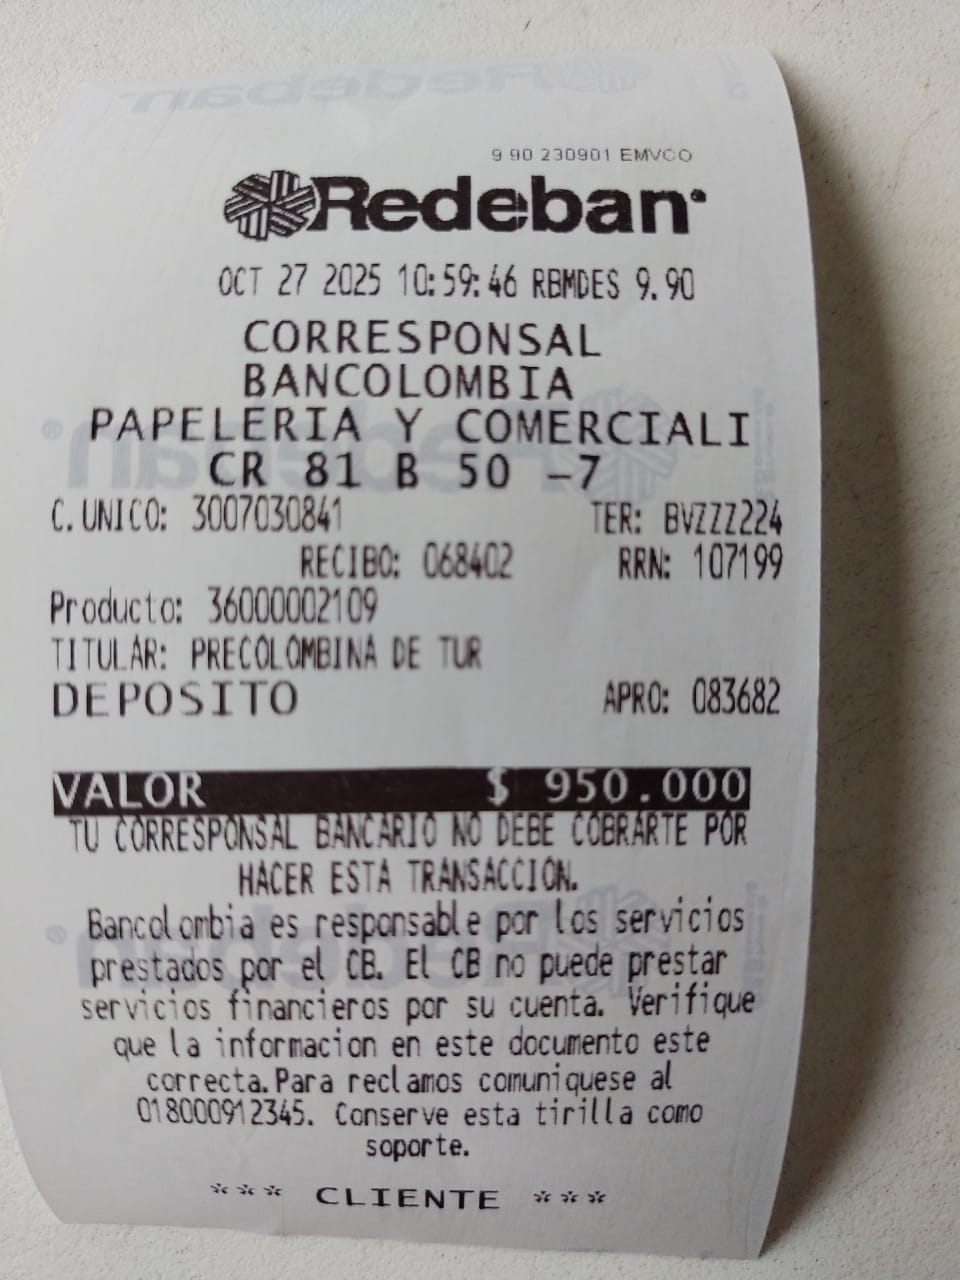 9 90 230901 EMVCO
Redeban
OCT 27 2025 10:59:46 RBMDES 9.90
CORRESPONSAL
BANCOLOMBIA
PAPELERIA Y COMERCIALI
CR 81 B 50 -7
C.UNICO: 3007030841 TER: BVZZZ224
RECIBO: 068402 RRN: 107199
Producto: 36000002109
TITULAR: PRECOLOMBINA DE TUR
DEPOSITO APRO: 083682
VALOR $ 950.000
TU CORRESPONSAL BANCARIO NO DEBE COBRARTE POR
HACER ESTA TRANSACCION.
Bancolombia es responsable por los servicios
prestados por el CB. El CB no puede prestar
servicios financieros por su cuenta. Verifique
que la informacion en este documento este
correcta.Para reclamos comuniquese al
018000912345. Conserve esta tirilla como
soporte.
*** CLIENTE ***